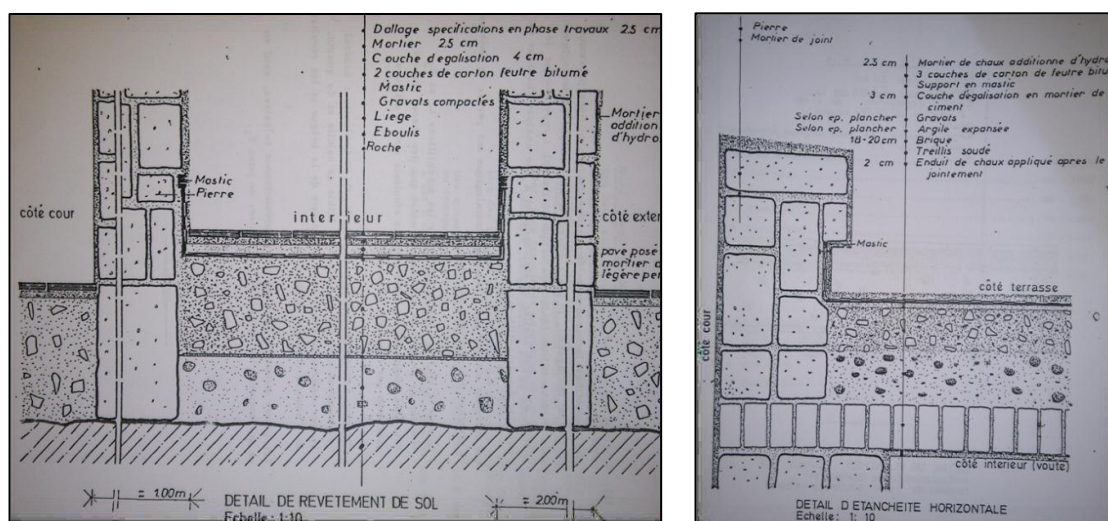 Dallage specifications en phase travaux 2.5 cm
Mortier 2.5 cm
Couche d'egalisation 4 cm
2 couches de carton feutre bitumé
Mastic
Gravats compactés
Liege
Eboulis
Roche
Mortier
addition
d'hydro
Mastic
Pierre
côté cour
interieur
côté exter
pavé posé
mortier
légère
= 1.00m
DETAIL DE REVETEMENT DE SOL
Echelle: 1:10
= 2.00m
Pierre
Mortier de joint
2.5 cm Mortier de chaux additionne d'hydro
3 couches de carton de feutre
Support en mastic
3 cm Couche d'égalisation en mortier de
ciment
Selon ep. plancher Gravats
Selon ep. plancher Argile expansée
18-20cm Brique
Treillis soudé
2 cm Enduit de chaux appliqué apres le
jointement
Mastic
côté terrasse
côté cour
côté interieur (voute)
DETAIL D'ETANCHEITE HORIZONTALE
Echelle: 1: 10